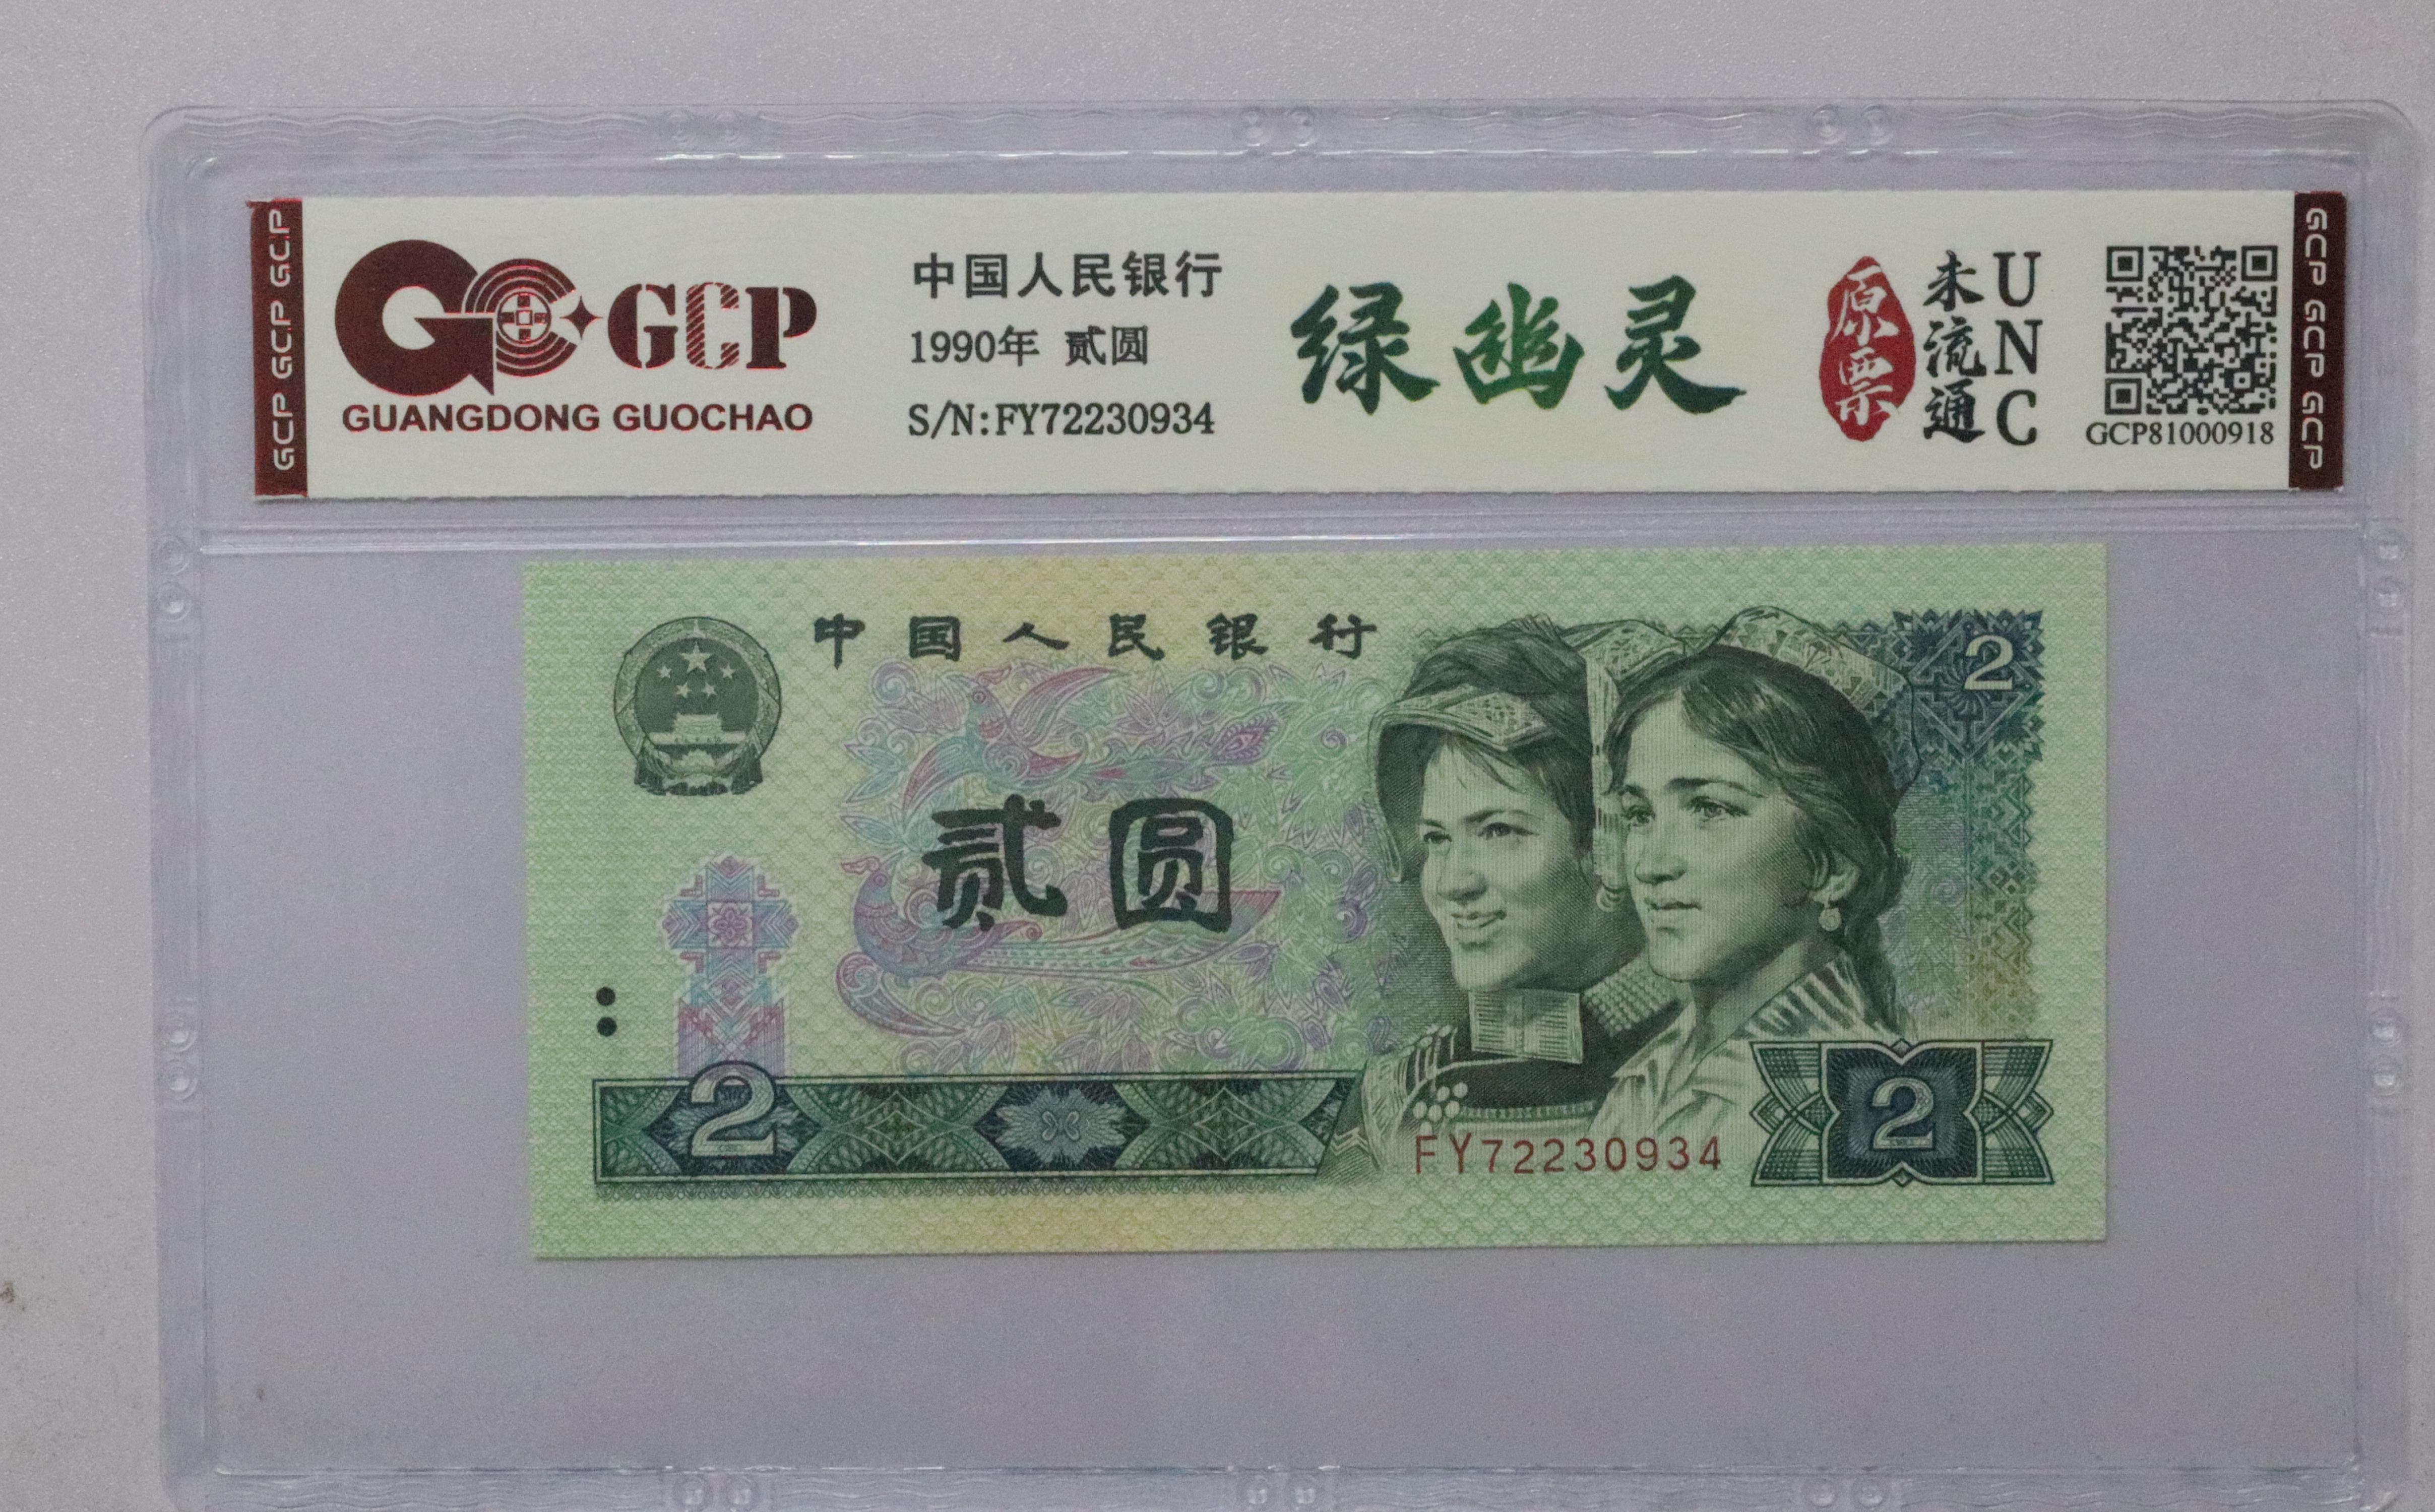 GCP GCP GCP
GCP
GUANGDONG GUOCHAO
中国人民银行
1990年 贰圆
S/N:FY72230934
绿幽灵
原票
未流通
UNC
GCP81000918
GCP GCP GCP
中国人民银行
2
贰圆
2
FY72230934
2